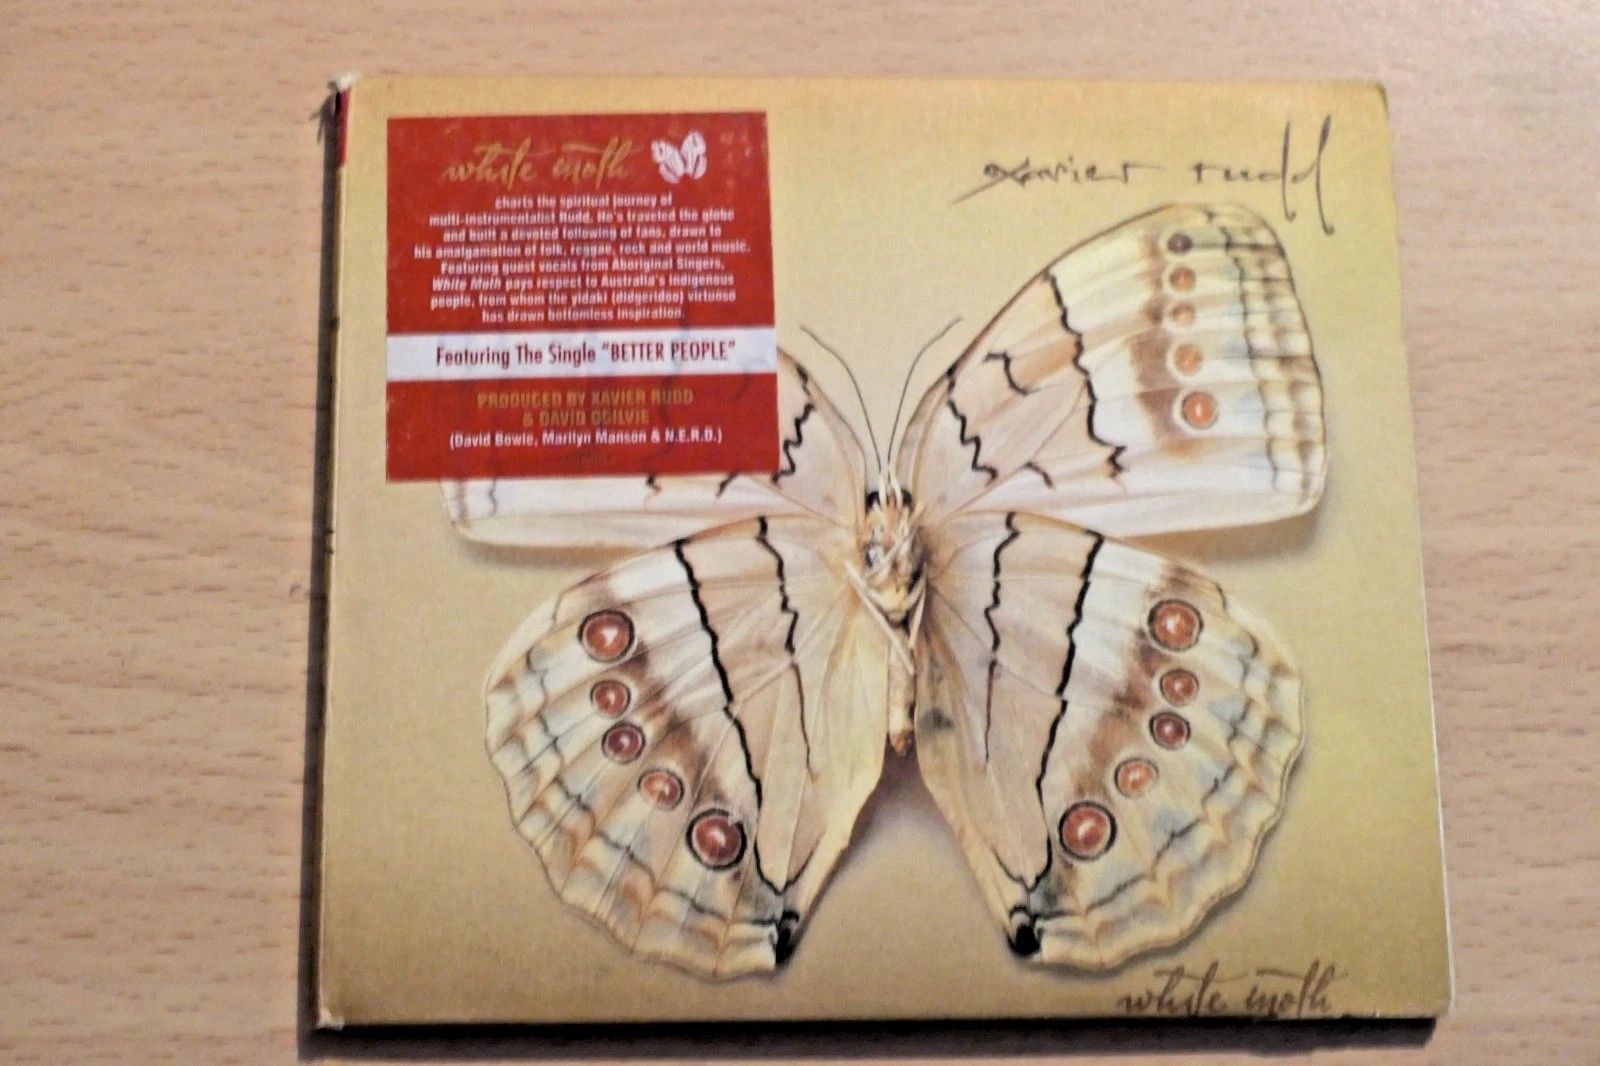 white moth
charts the spiritual journey of
multi-instrumentalist Rudd. He's traveled the globe
and built a devoted following of fans, drawn to
his amalgamation of folk, reggae, rock and world music.
Featuring guest vocals from Aboriginal Singers,
White Moth pays respect to Australia's indigenous
people, from whom the yidaki (didgeridoo) virtuoso
has drawn bottomless inspiration.
Featuring The Single "BETTER PEOPLE"
PRODUCED BY XAVIER RUDD
& DAVID OGILVIE
(David Bowie, Marilyn Manson & N.E.R.D.)
xavier rudd
white moth